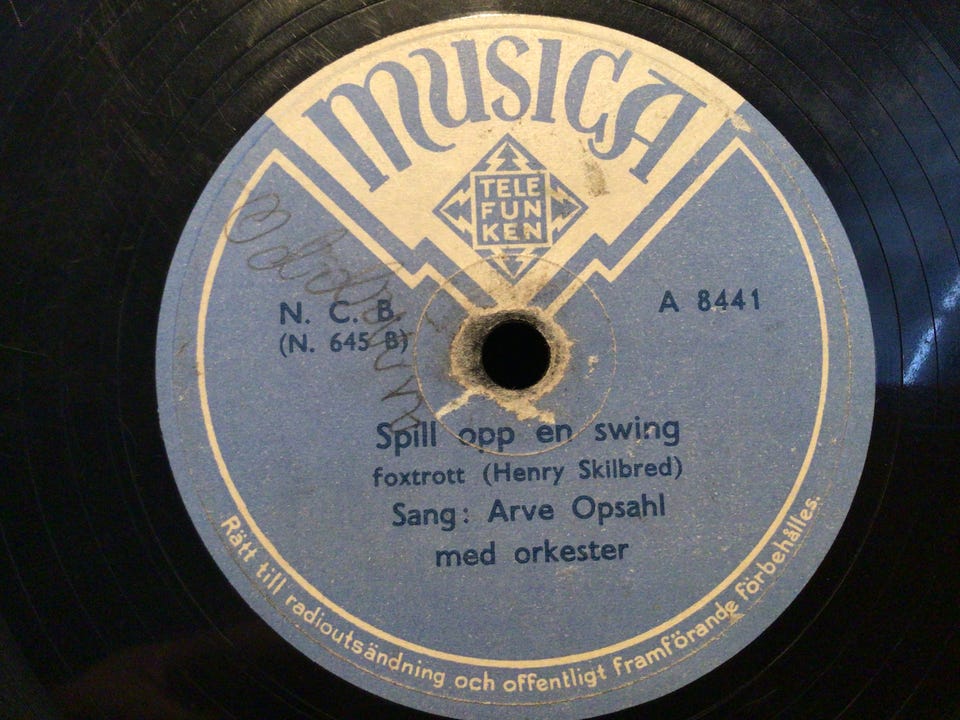 MUSICA
TELE
FUN
KEN
N. C. B.
(N. 645 B)
A 8441
Spill opp en swing
foxtrott (Henry Skilbred)
Sang: Arve Opsahl
med orkester
Rätt till radioutsändning och offentligt framförande förbehålles.